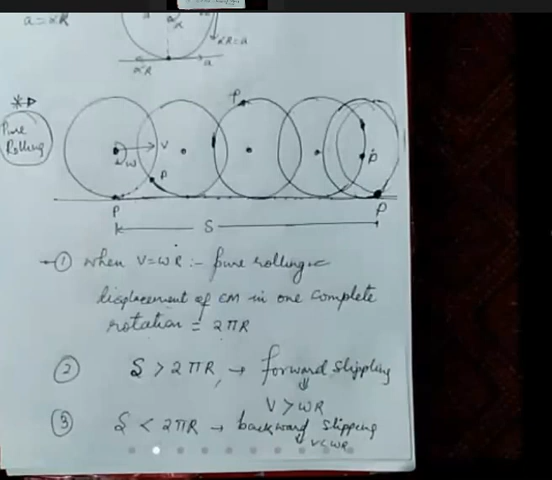 a = αR
αR = a
αR
a
*
Pure
Rolling
P
V
ω
P
P
P
P
S
① When V = ωR :- pure rolling
displacement of CM in one complete
rotation = 2πR
② S > 2πR, → forward slipping
V > ωR
③ S < 2πR → backward slipping
V < ωR